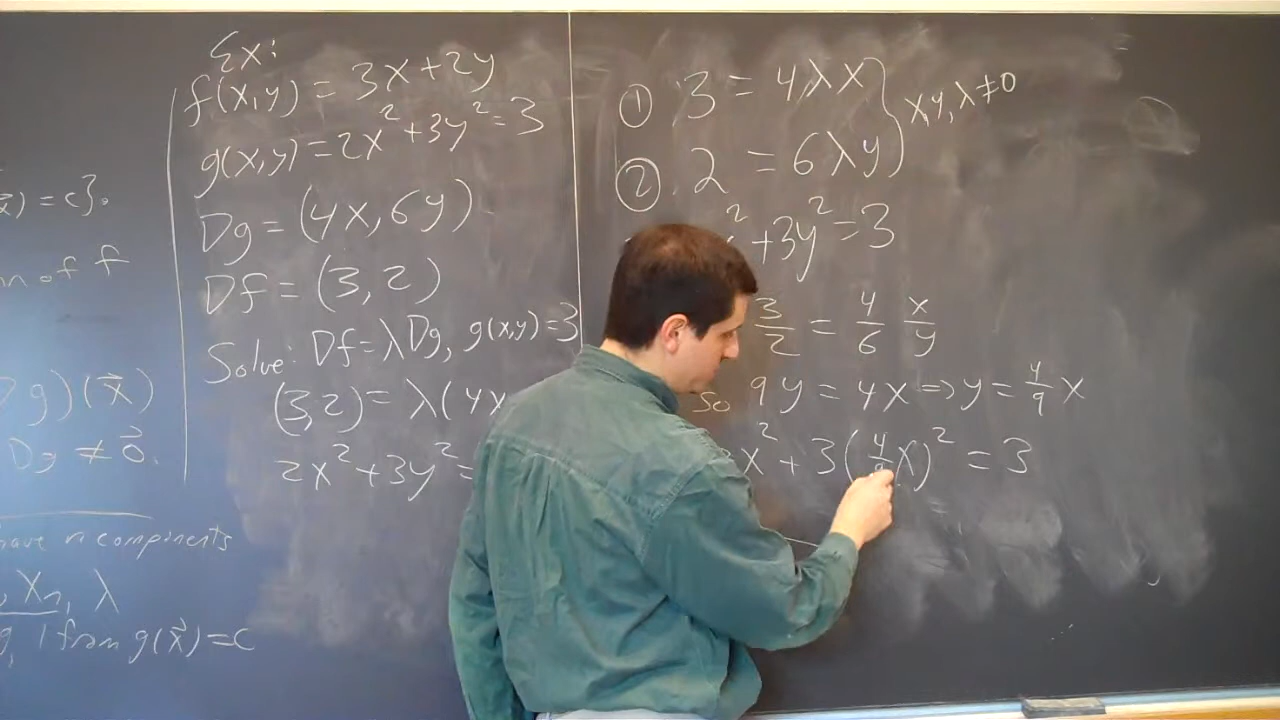 x⃗) = c}.
n of f
Dg)(x⃗)
Dg ≠ 0⃗.
have n components
, xₙ, λ
, 1 from g(x⃗) = c
Ex:
f(x,y) = 3x+2y
g(x,y) = 2x²+3y² = 3
Dg = (4x, 6y)
Df = (3, 2)
Solve: Df = λDg, g(x,y) = 3
(3,2) = λ(4x
2x²+3y² =
① 3 = 4λx } x, y, λ ≠ 0
② 2 = 6λy
² + 3y² = 3
3/2 = 4/6 x/y
So 9y = 4x ⇒ y = 4/9 x
x² + 3(4/9 x)² = 3